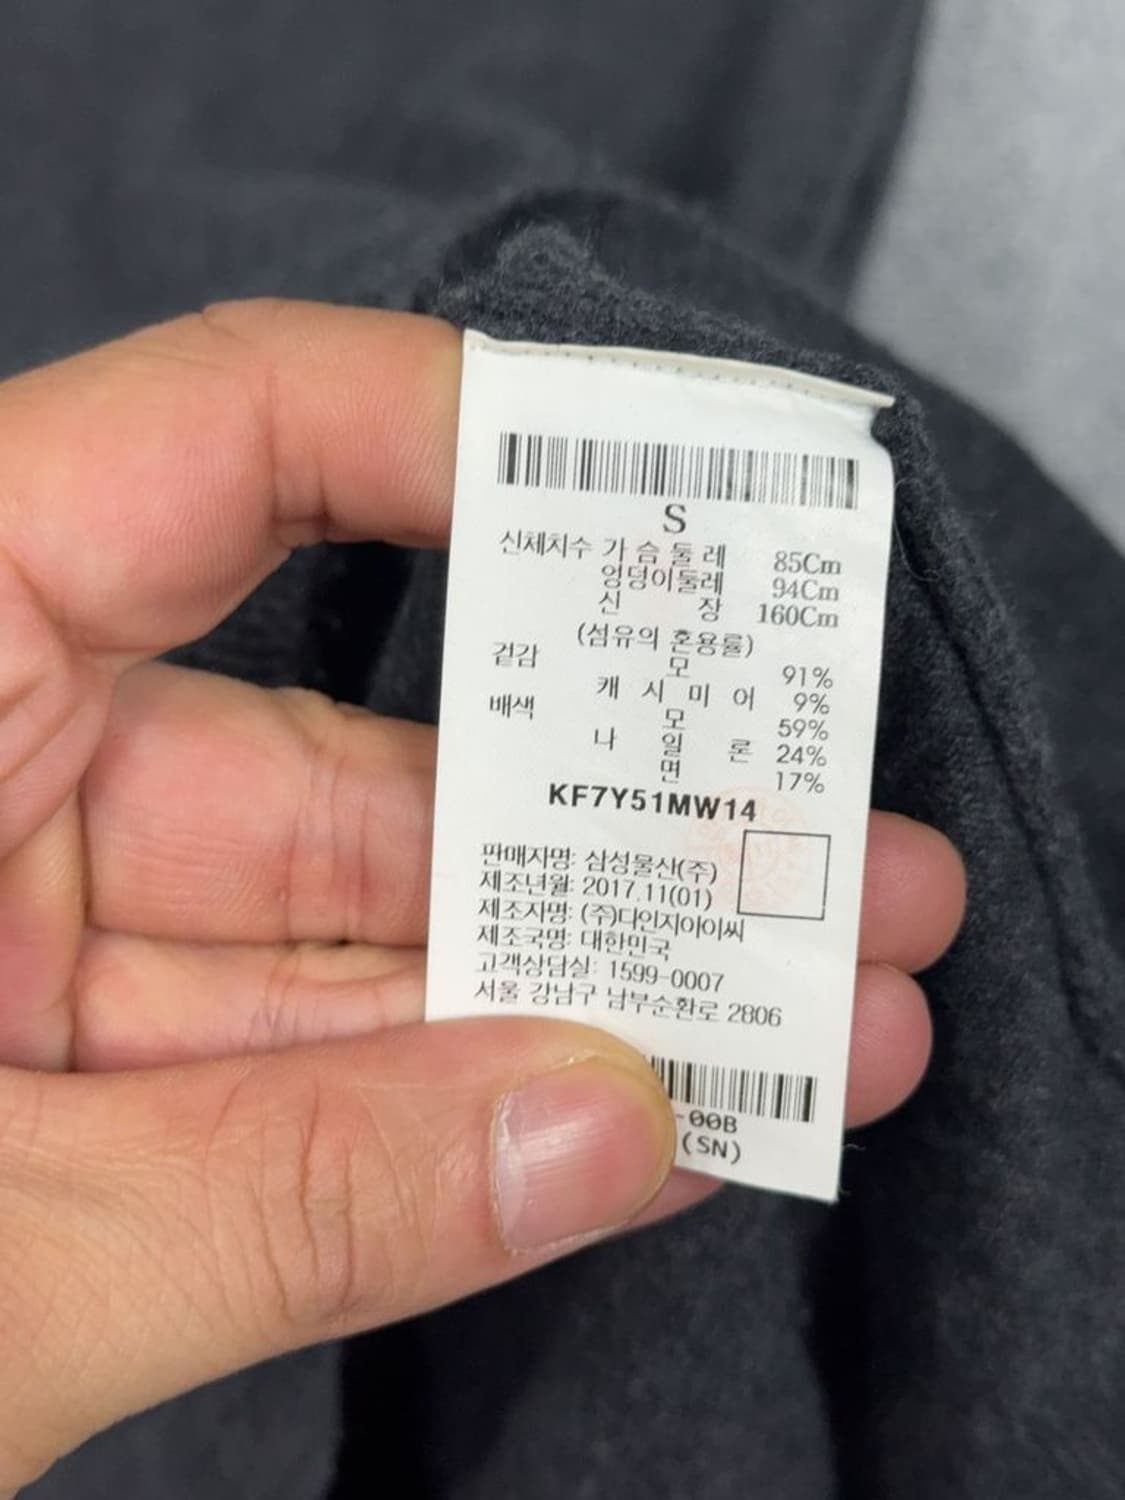 S
신체치수 가슴둘레 85Cm
엉덩이둘레 94Cm
신장 160Cm
(섬유의 혼용률)
겉감 모 91%
캐시미어 9%
배색 모 59%
나일론 24%
면 17%
KF7Y51MW14
판매자명: 삼성물산(주)
제조년월: 2017.11(01)
제조자명: (주)다인지아이씨
제조국명: 대한민국
고객상담실: 1599-0007
서울 강남구 남부순환로 2806
-00B
(SN)